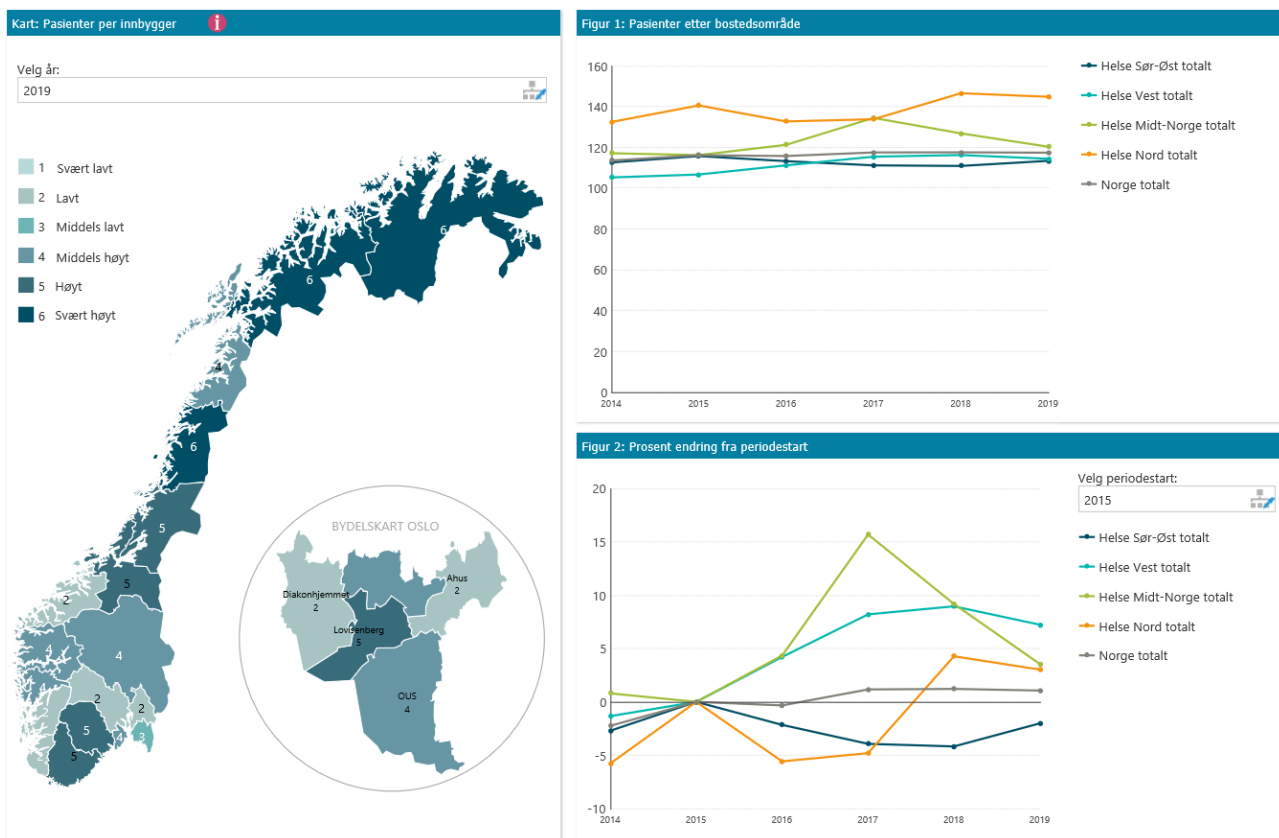 Kart: Pasienter per innbygger
i
Velg år:
2019
1 Svært lavt
2 Lavt
3 Middels lavt
4 Middels høyt
5 Høyt
6 Svært høyt
6
6
4
6
5
5
2
4
4
2
2
2
5
4
3
2
5
BYDELSKART OSLO
Ahus
2
Diakonhjemmet
2
Lovisenberg
5
OUS
4
Figur 1: Pasienter etter bostedsområde
160
140
120
100
80
60
40
20
0
2014 2015 2016 2017 2018 2019
Helse Sør-Øst totalt
Helse Vest totalt
Helse Midt-Norge totalt
Helse Nord totalt
Norge totalt
Figur 2: Prosent endring fra periodestart
20
15
10
5
0
-5
-10
2014 2015 2016 2017 2018 2019
Velg periodestart:
2015
Helse Sør-Øst totalt
Helse Vest totalt
Helse Midt-Norge totalt
Helse Nord totalt
Norge totalt